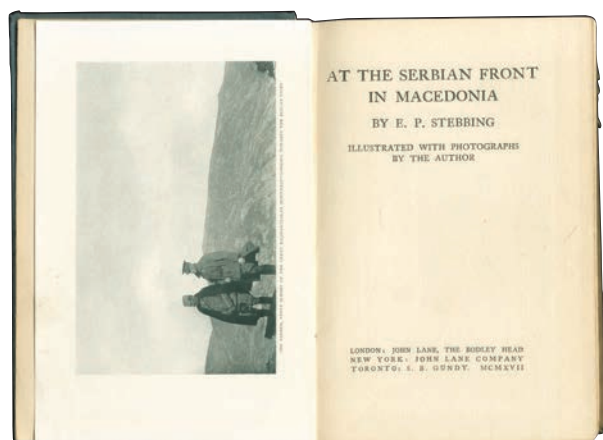 AT THE SERBIAN FRONT
IN MACEDONIA
BY E. P. STEBBING
ILLUSTRATED WITH PHOTOGRAPHS
BY THE AUTHOR
LONDON: JOHN LANE, THE BODLEY HEAD
NEW YORK: JOHN LANE COMPANY
TORONTO: S. B. GUNDY. MCMXVII